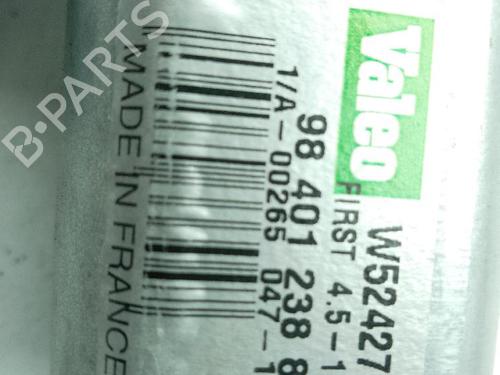 Valeo
W52427
FIRST 4.5-1
98 401 238 8
1/A-00265 047-1
MADE IN FRANCE
B-PARTS